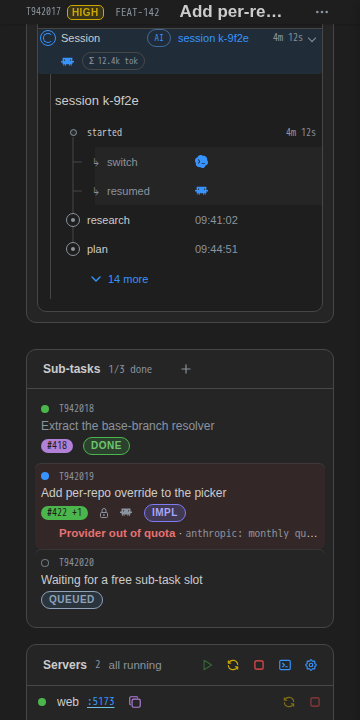 T942017 HIGH FEAT-142 Add per-re… ···
Session AI session k-9f2e 4m 12s
Σ 12.4k tok
session k-9f2e
started 4m 12s
↳ switch
↳ resumed
research 09:41:02
plan 09:44:51
14 more
Sub-tasks 1/3 done +
T942018
Extract the base-branch resolver
#418 DONE
T942019
Add per-repo override to the picker
#422 +1 IMPL
Provider out of quota · anthropic: monthly qu…
T942020
Waiting for a free sub-task slot
QUEUED
Servers 2 all running
web :5173